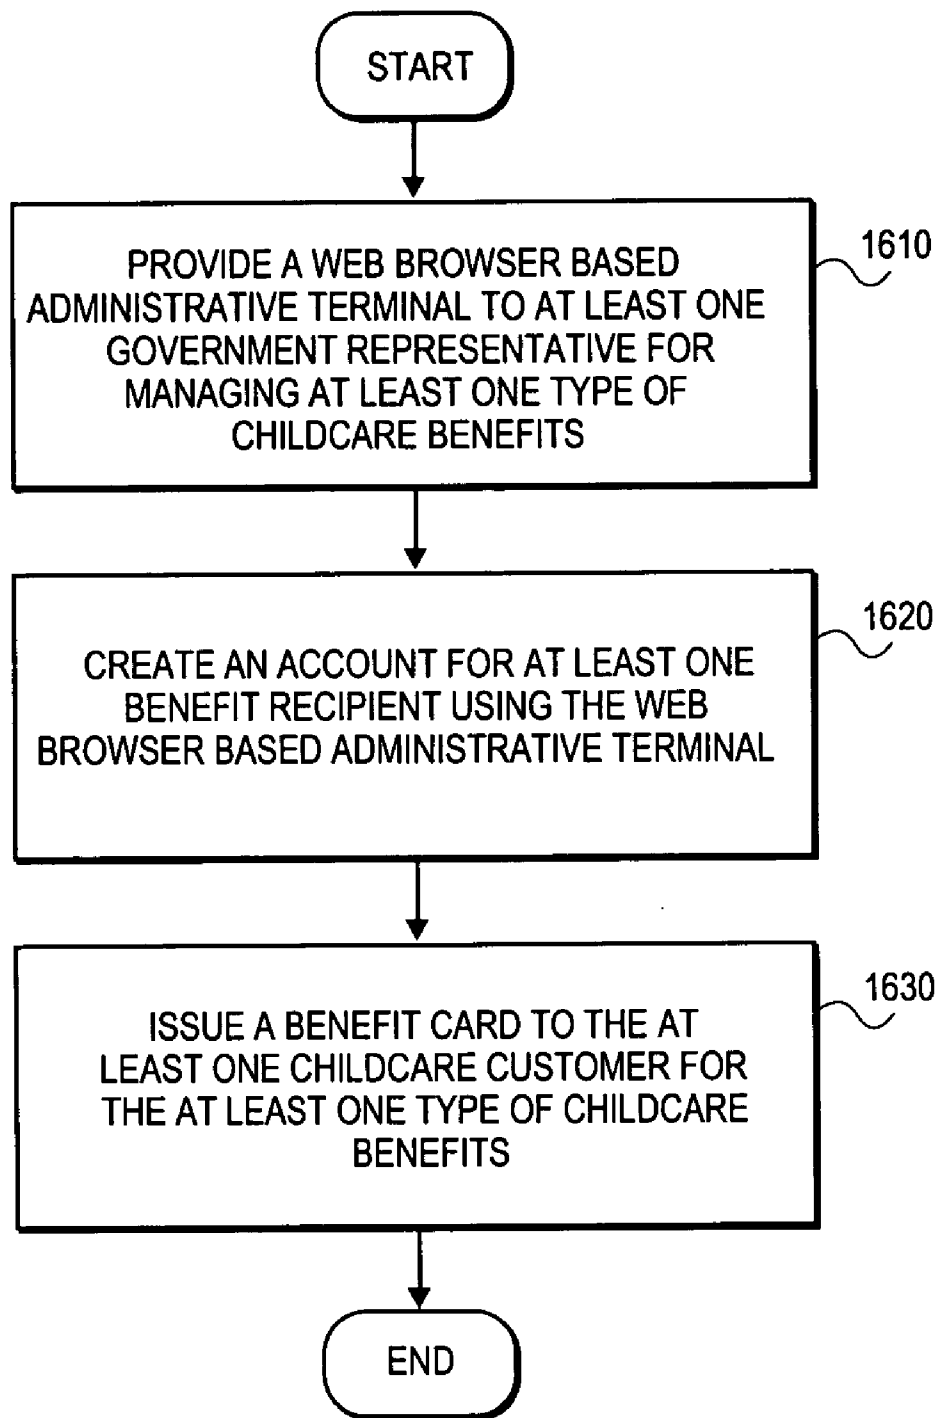 START
PROVIDE A WEB BROWSER BASED
ADMINISTRATIVE TERMINAL TO AT LEAST ONE
GOVERNMENT REPRESENTATIVE FOR
MANAGING AT LEAST ONE TYPE OF
CHILDCARE BENEFITS
1610
CREATE AN ACCOUNT FOR AT LEAST ONE
BENEFIT RECIPIENT USING THE WEB
BROWSER BASED ADMINISTRATIVE TERMINAL
1620
ISSUE A BENEFIT CARD TO THE AT
LEAST ONE CHILDCARE CUSTOMER FOR
THE AT LEAST ONE TYPE OF CHILDCARE
BENEFITS
1630
END